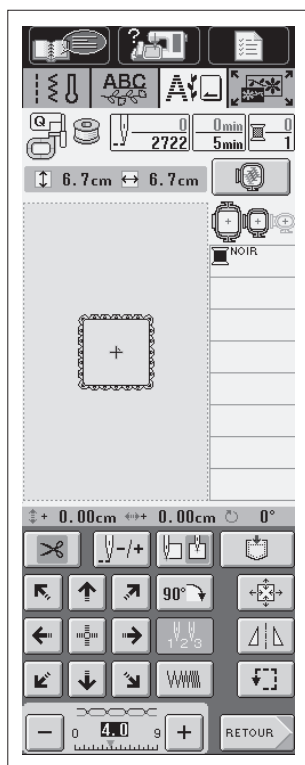 ?
ABC A
Q 0 0min 0
2722 5min 1
6.7cm 6.7cm
NOIR
+ 0.00cm + 0.00cm 0°
-/+
90°
1 2 3
0 4.0 9
- + RETOUR